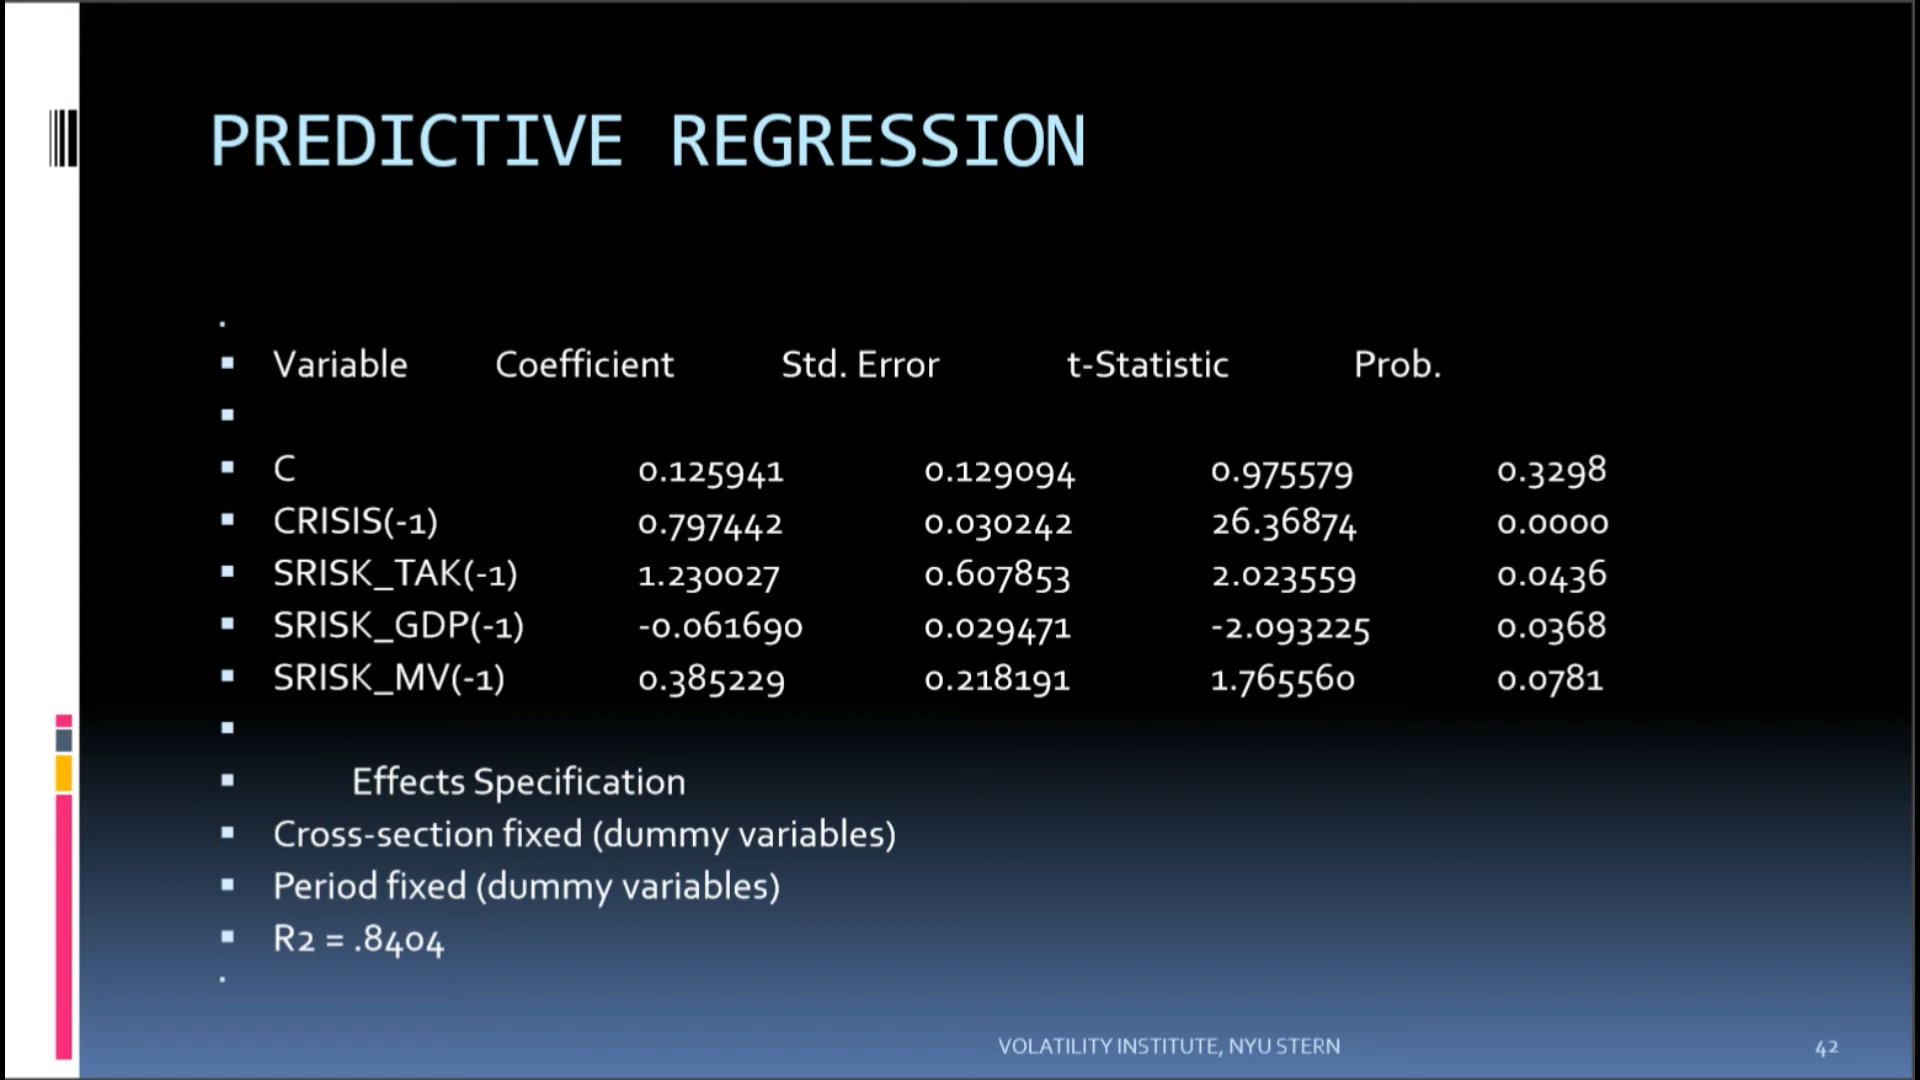 PREDICTIVE REGRESSION
Variable Coefficient Std. Error t-Statistic Prob.
C 0.125941 0.129094 0.975579 0.3298
CRISIS(-1) 0.797442 0.030242 26.36874 0.0000
SRISK_TAK(-1) 1.230027 0.607853 2.023559 0.0436
SRISK_GDP(-1) -0.061690 0.029471 -2.093225 0.0368
SRISK_MV(-1) 0.385229 0.218191 1.765560 0.0781
Effects Specification
Cross-section fixed (dummy variables)
Period fixed (dummy variables)
R2 = .8404
VOLATILITY INSTITUTE, NYU STERN 42